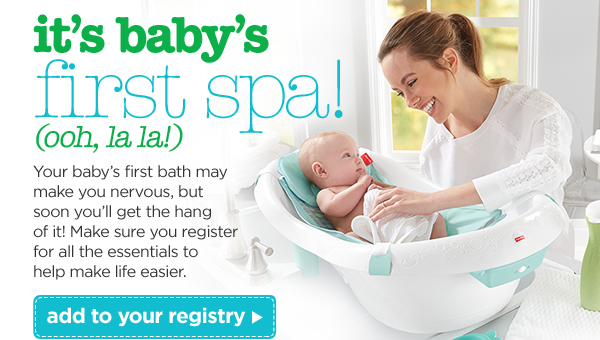 it's baby's
first spa!
(ooh, la la!)
Your baby's first bath may
make you nervous, but
soon you'll get the hang
of it! Make sure you register
for all the essentials to
help make life easier.
add to your registry ▶